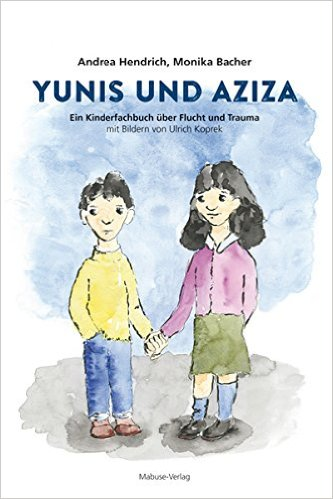 Andrea Hendrich, Monika Bacher
YUNIS UND AZIZA
Ein Kinderfachbuch über Flucht und Trauma
mit Bildern von Ulrich Koprek
Mabuse-Verlag